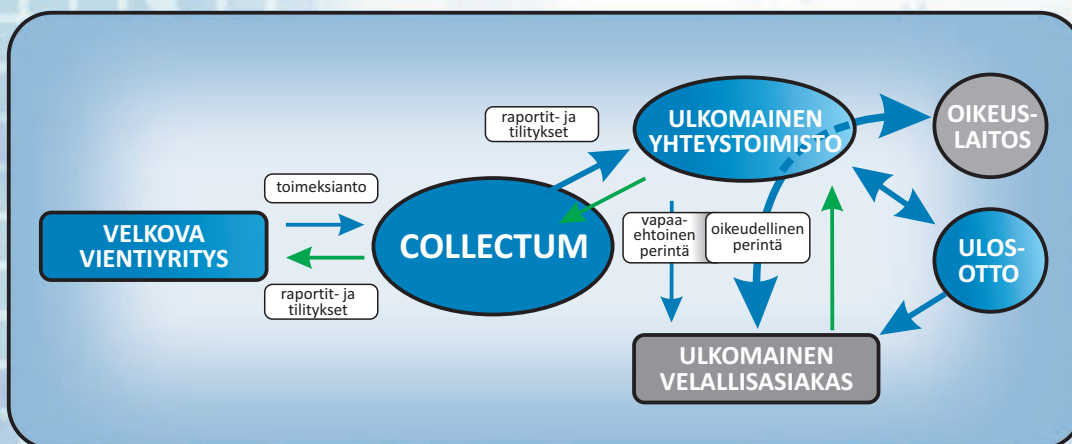 raportit- ja
tilitykset
ULKOMAINEN
YHTEYSTOIMISTO
OIKEUS-
LAITOS
toimeksianto
VELKOVA
VIENTIYRITYS
COLLECTUM
vapaa-
ehtoinen
perintä
oikeudellinen
perintä
ULOS-
OTTO
raportit- ja
tilitykset
ULKOMAINEN
VELALLISASIAKAS